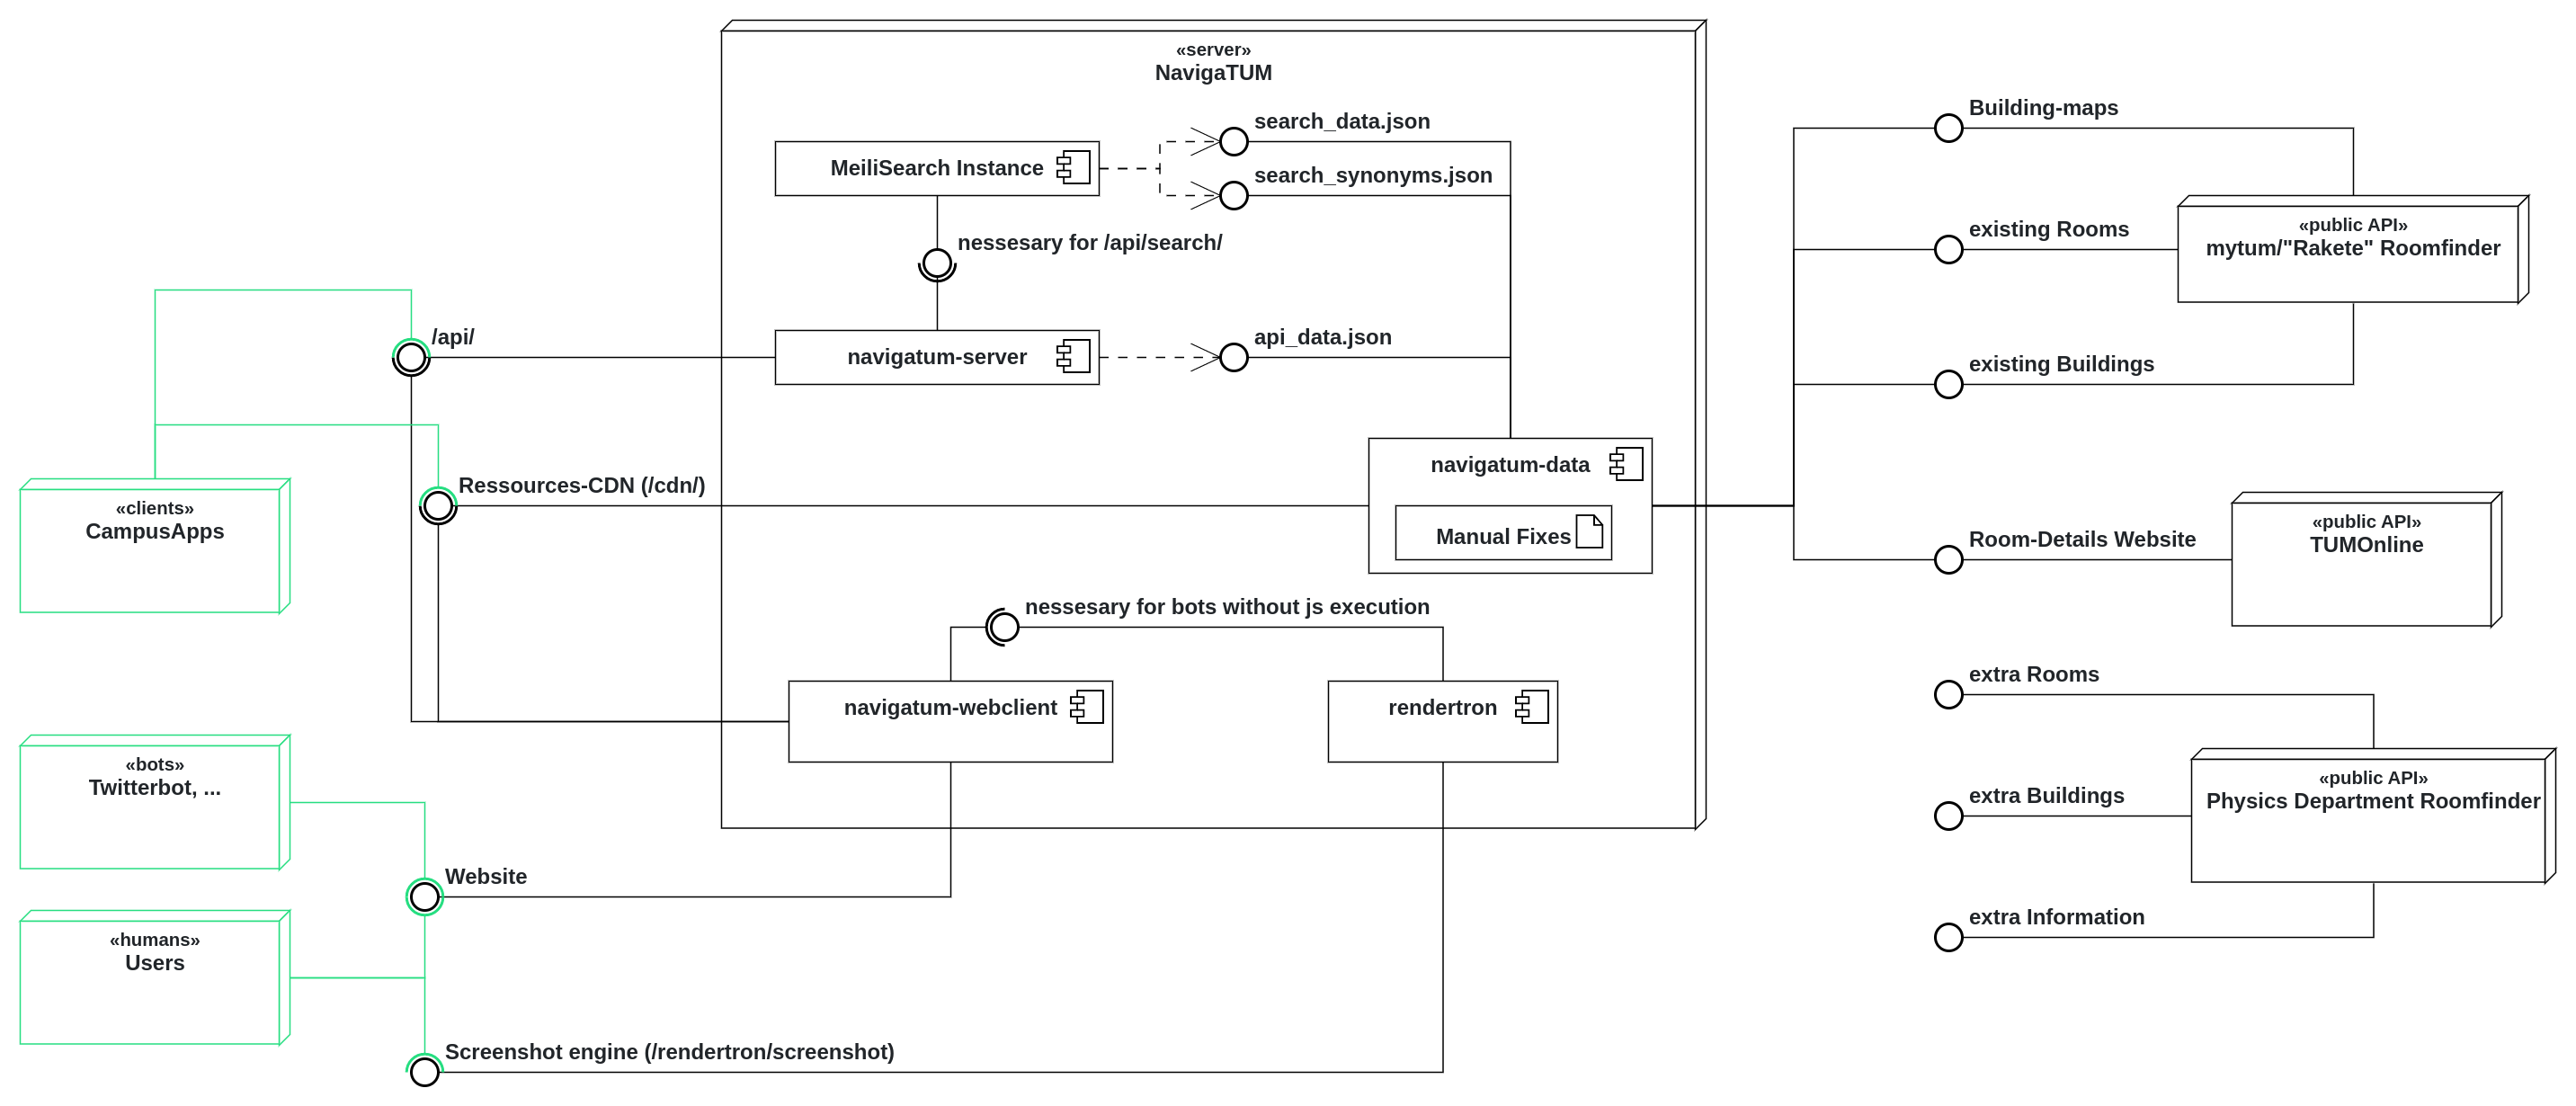 «server»
NavigaTUM
MeiliSearch Instance
search_data.json
search_synonyms.json
nessesary for /api/search/
/api/
navigatum-server
api_data.json
Ressources-CDN (/cdn/)
navigatum-data
Manual Fixes
nessesary for bots without js execution
navigatum-webclient
rendertron
«clients»
CampusApps
«bots»
Twitterbot, ...
«humans»
Users
Website
Screenshot engine (/rendertron/screenshot)
Building-maps
existing Rooms
existing Buildings
«public API»
mytum/"Rakete" Roomfinder
Room-Details Website
«public API»
TUMOnline
extra Rooms
extra Buildings
extra Information
«public API»
Physics Department Roomfinder